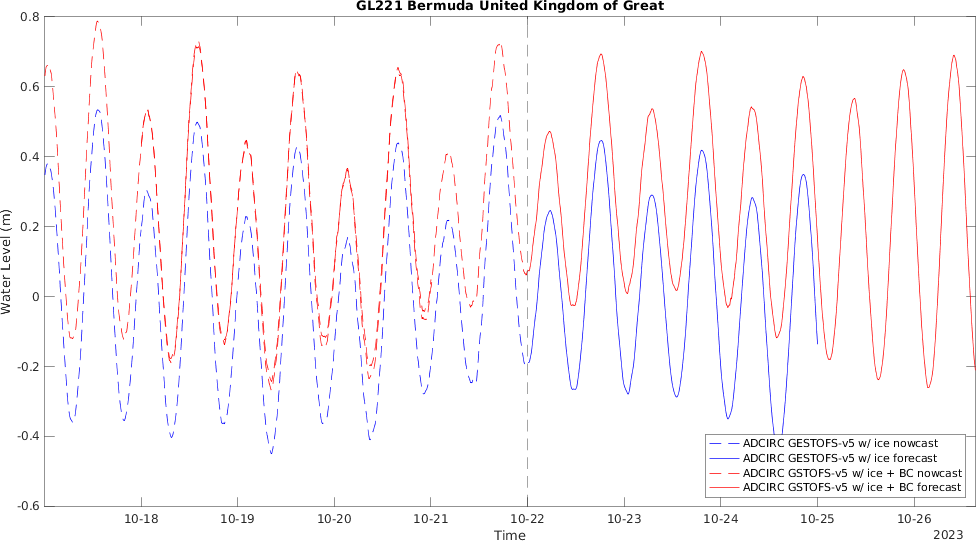 GL221 Bermuda United Kingdom of Great
0.8
0.6
0.4
0.2
0
-0.2
-0.4
-0.6
Water Level (m)
ADCIRC GESTOFS-v5 w/ ice nowcast
ADCIRC GESTOFS-v5 w/ ice forecast
ADCIRC GSTOFS-v5 w/ ice + BC nowcast
ADCIRC GSTOFS-v5 w/ ice + BC forecast
10-18 10-19 10-20 10-21 10-22 10-23 10-24 10-25 10-26
Time
2023